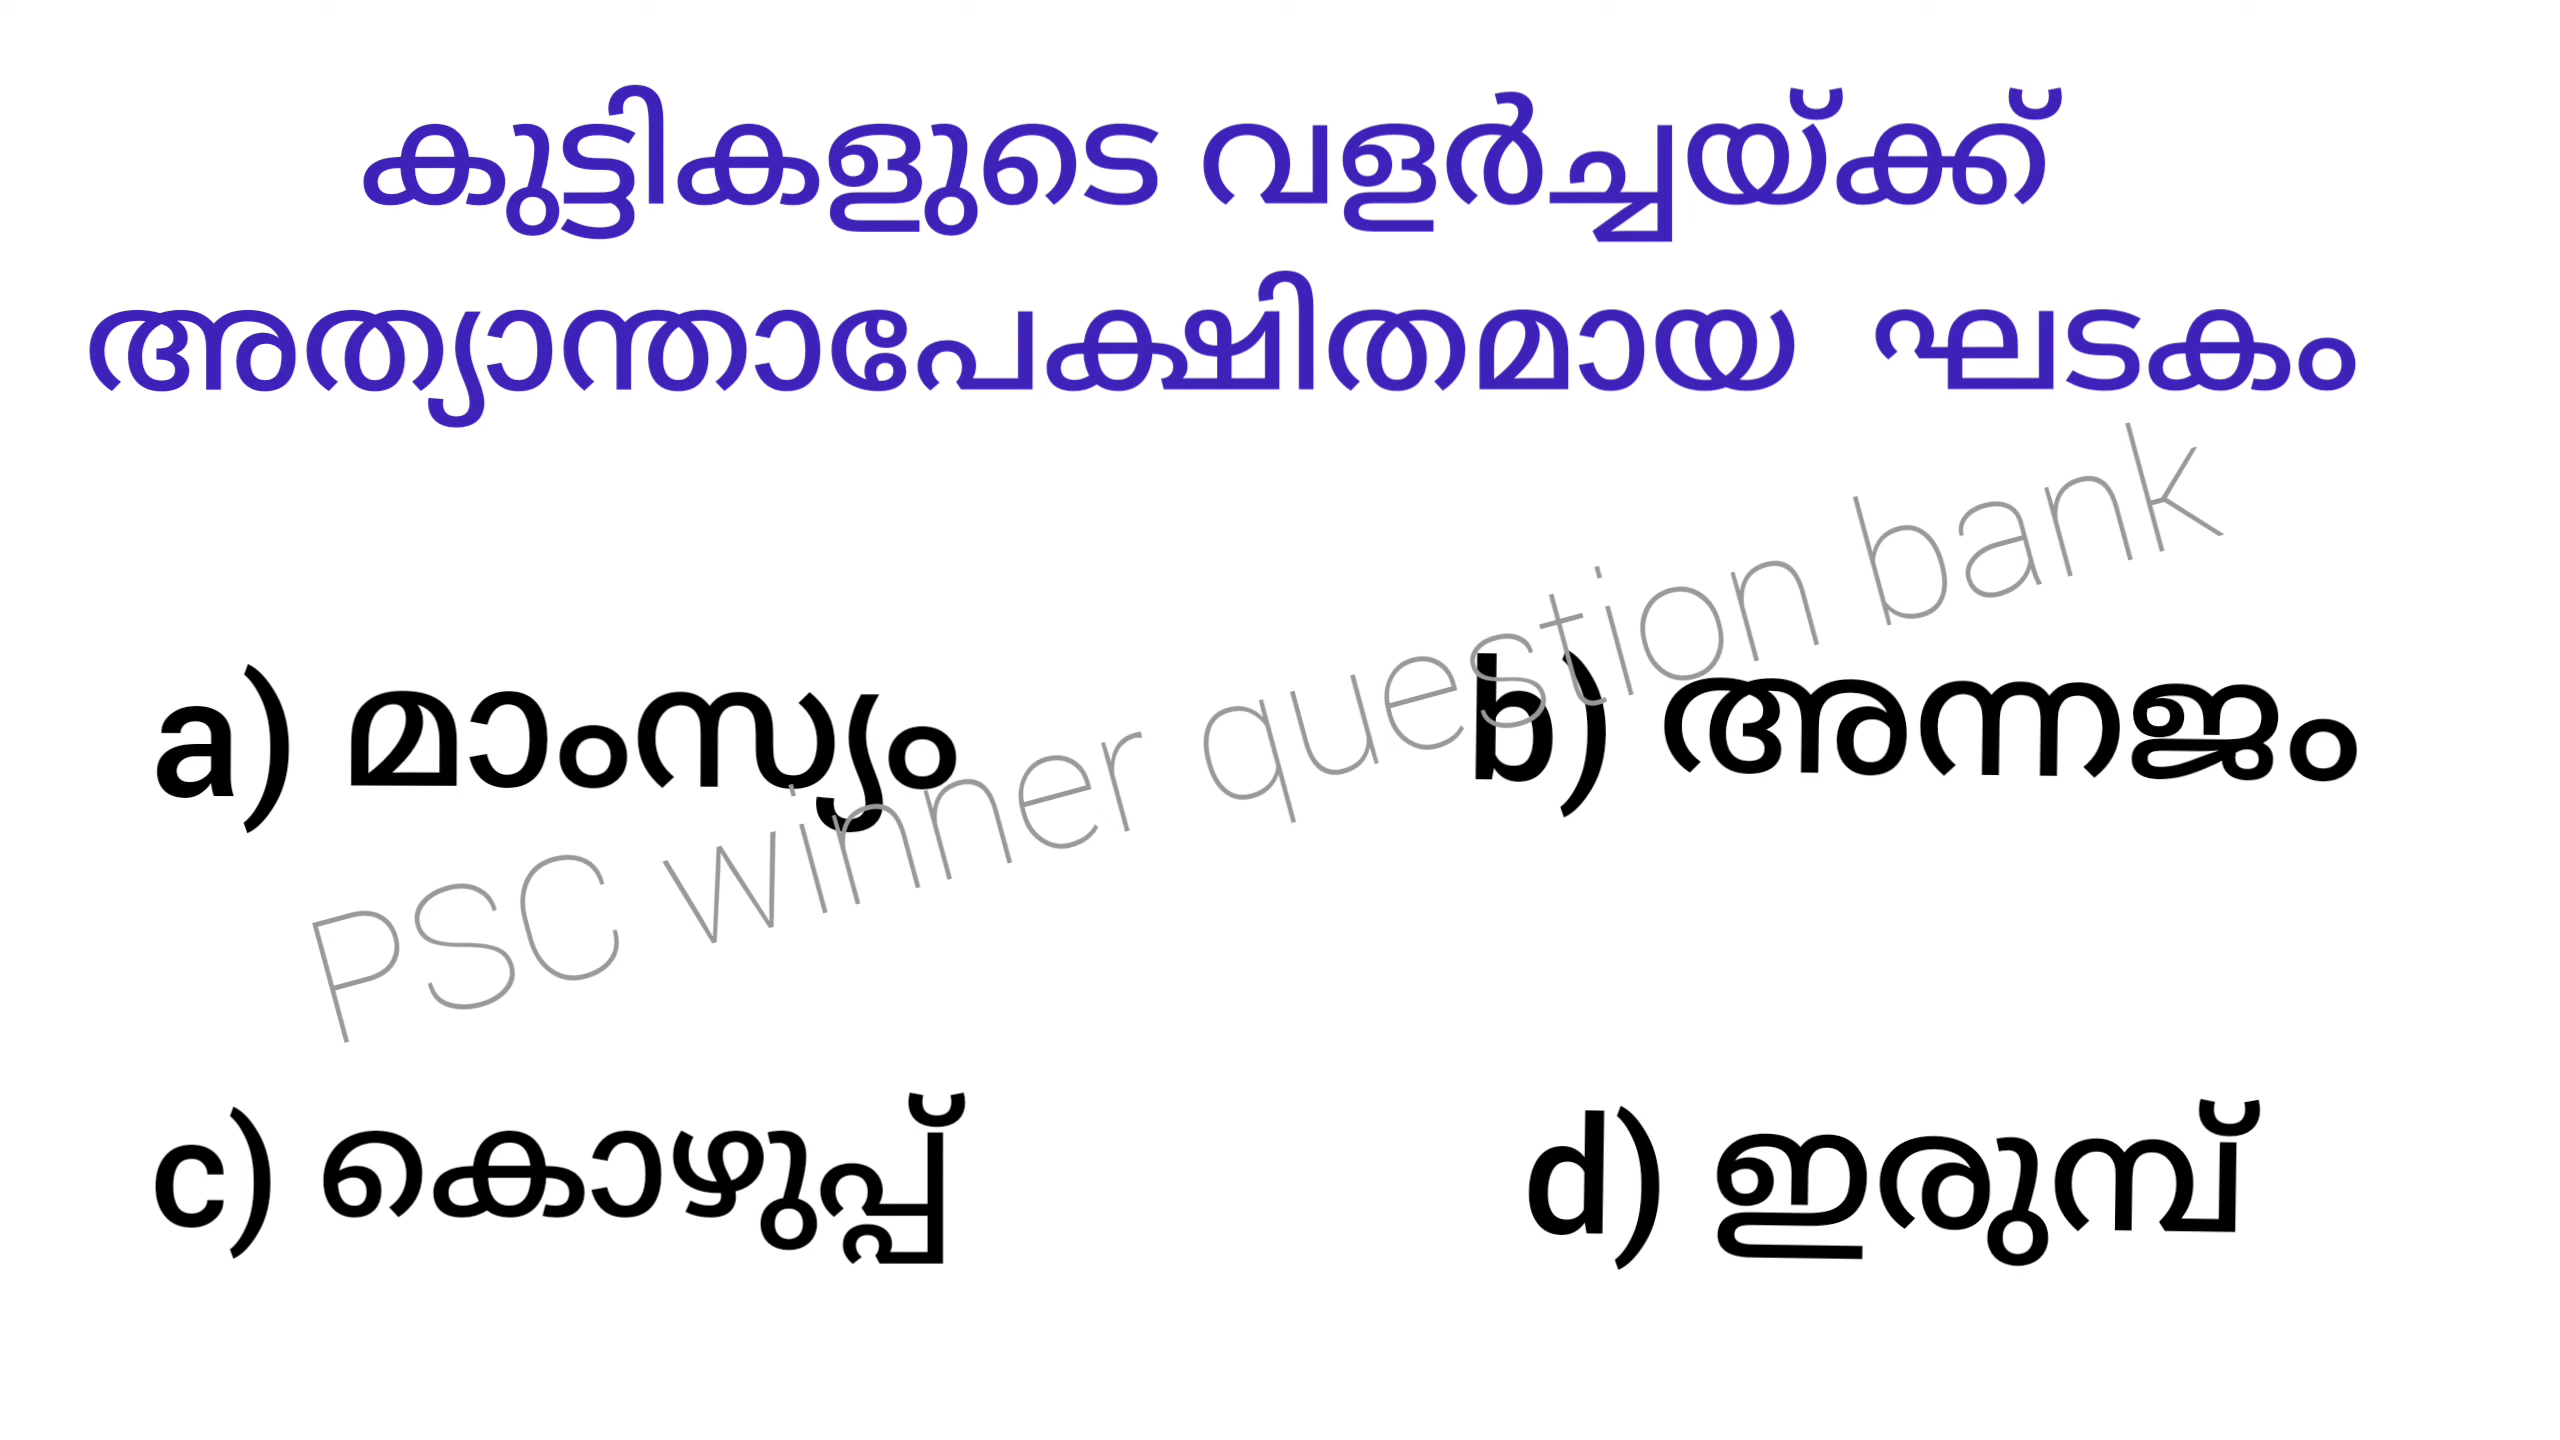 കുട്ടികളുടെ വളർച്ചയ്ക്ക്
അത്യാന്താപേക്ഷിതമായ ഘടകം
a) മാംസ്യം
b) അന്നജം
PSC winner question bank
c) കൊഴുപ്പ്
d) ഇരുമ്പ്